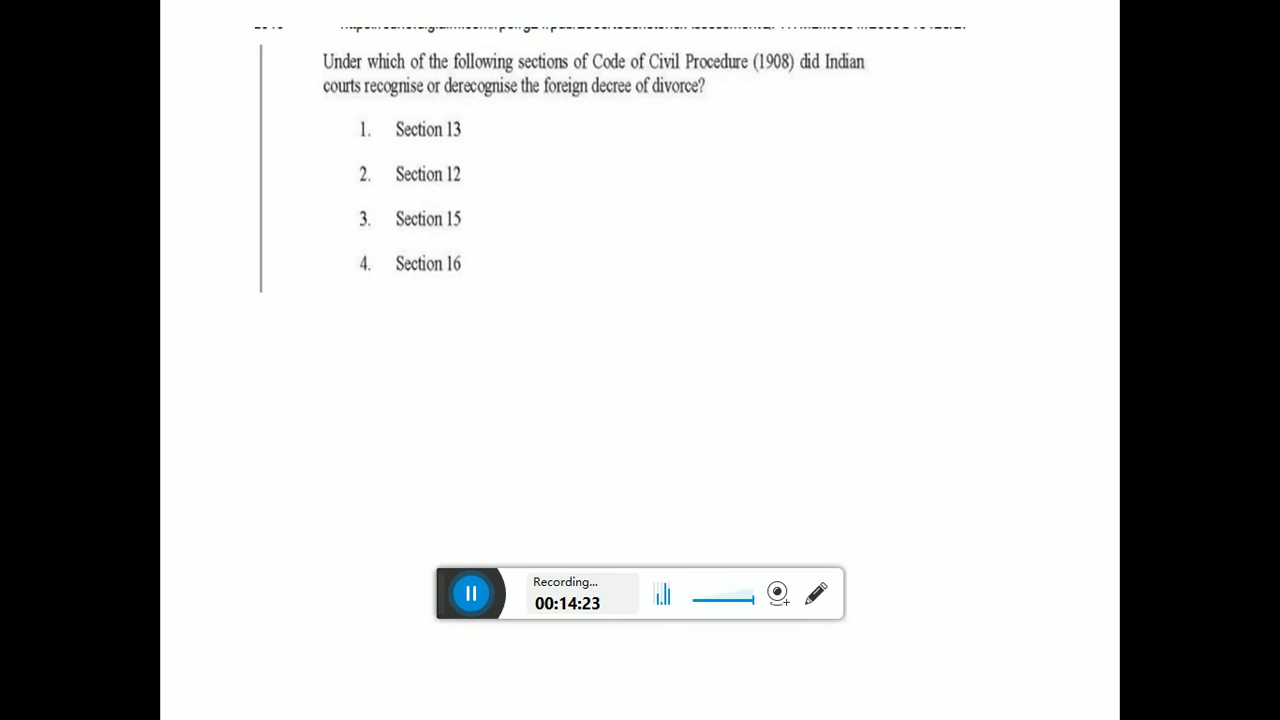 Under which of the following sections of Code of Civil Procedure (1908) did Indian
courts recognise or derecognise the foreign decree of divorce?
1. Section 13
2. Section 12
3. Section 15
4. Section 16
Recording...
00:14:23